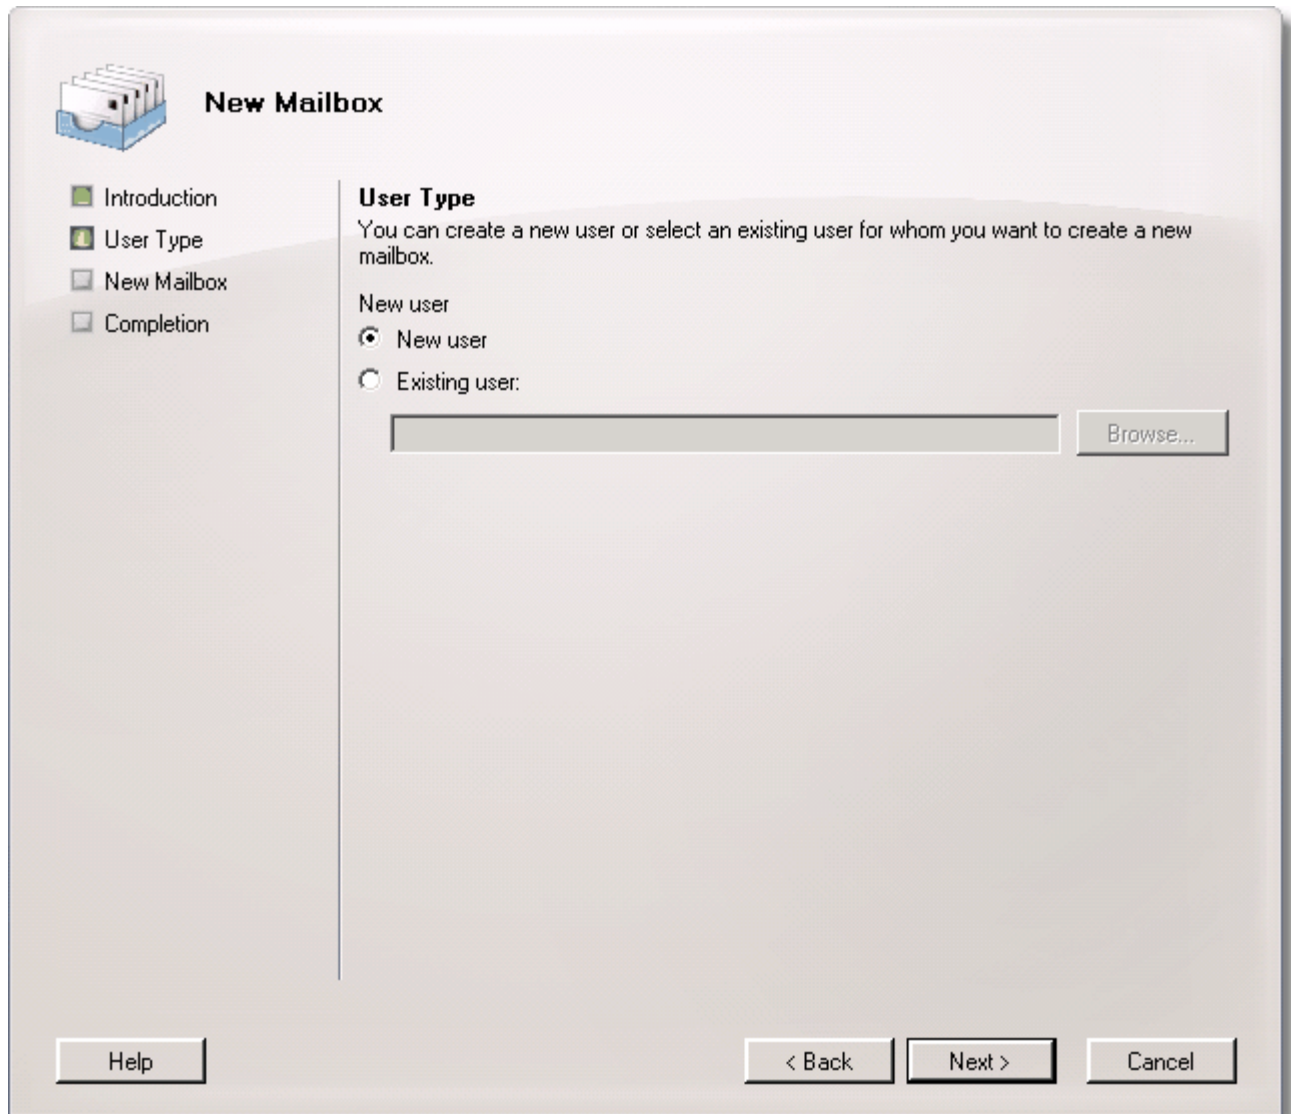 New Mailbox
Introduction
User Type
New Mailbox
Completion
User Type
You can create a new user or select an existing user for whom you want to create a new
mailbox.
New user
New user
Existing user:
Browse...
Help
< Back
Next >
Cancel